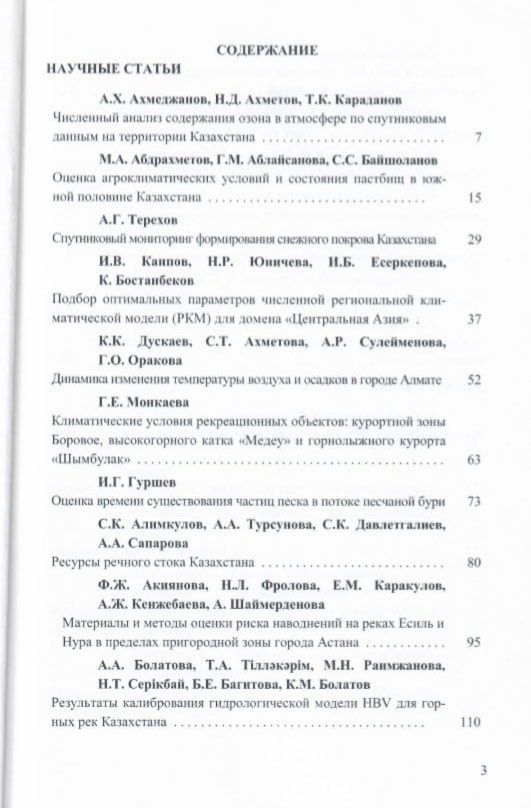 СОДЕРЖАНИЕ
НАУЧНЫЕ СТАТЬИ
А.Х. Ахмеджанов, Н.Д. Ахметов, Т.К. Караданов
Численный анализ содержания озона в атмосфере по спутниковым
данным на территории Казахстана . . . . . . . . . . . . . . . . . . . . . 7
М.А. Абдрахметов, Г.М. Аблайсанова, С.С. Байшоланов
Оценка агроклиматических условий и состояния пастбищ в юж-
ной половине Казахстана . . . . . . . . . . . . . . . . . . . . . . . . . . . . 15
А.Г. Терехов
Спутниковый мониторинг формирования снежного покрова Казахстана 29
И.В. Каипов, Н.Р. Юничева, И.Б. Есеркепова,
К. Бостанбеков
Подбор оптимальных параметров численной региональной кли-
матической модели (РКМ) для домена «Центральная Азия» . 37
К.К. Дускаев, С.Т. Ахметова, А.Р. Сулейменова,
Г.О. Оракова
Динамика изменения температуры воздуха и осадков в городе Алмате 52
Г.Е. Монкаева
Климатические условия рекреационных объектов: курортной зоны
Боровое, высокогорного катка «Медеу» и горнолыжного курорта
«Шымбулак» . . . . . . . . . . . . . . . . . . . . . . . . . . . . . . . . . . . . . . . 63
И.Г. Гуршев
Оценка времени существования частиц песка в потоке песчаной бури 73
С.К. Алимкулов, А.А. Турсунова, С.К. Давлетгалиев,
А.А. Сапарова
Ресурсы речного стока Казахстана . . . . . . . . . . . . . . . . . . . . . . . 80
Ф.Ж. Акиянова, Н.Л. Фролова, Е.М. Каракулов,
А.Ж. Кенжебаева, А. Шаймерденова
Материалы и методы оценки риска наводнений на реках Есиль и
Нура в пределах пригородной зоны города Астана . . . . . . . . . . . 95
А.А. Болатова, Т.А. Тілләкәрім, М.Н. Раимжанова,
Н.Т. Серікбай, Б.Е. Багитова, К.М. Болатов
Результаты калибрования гидрологической модели HBV для гор-
ных рек Казахстана . . . . . . . . . . . . . . . . . . . . . . . . . . . . . . . . 110
3